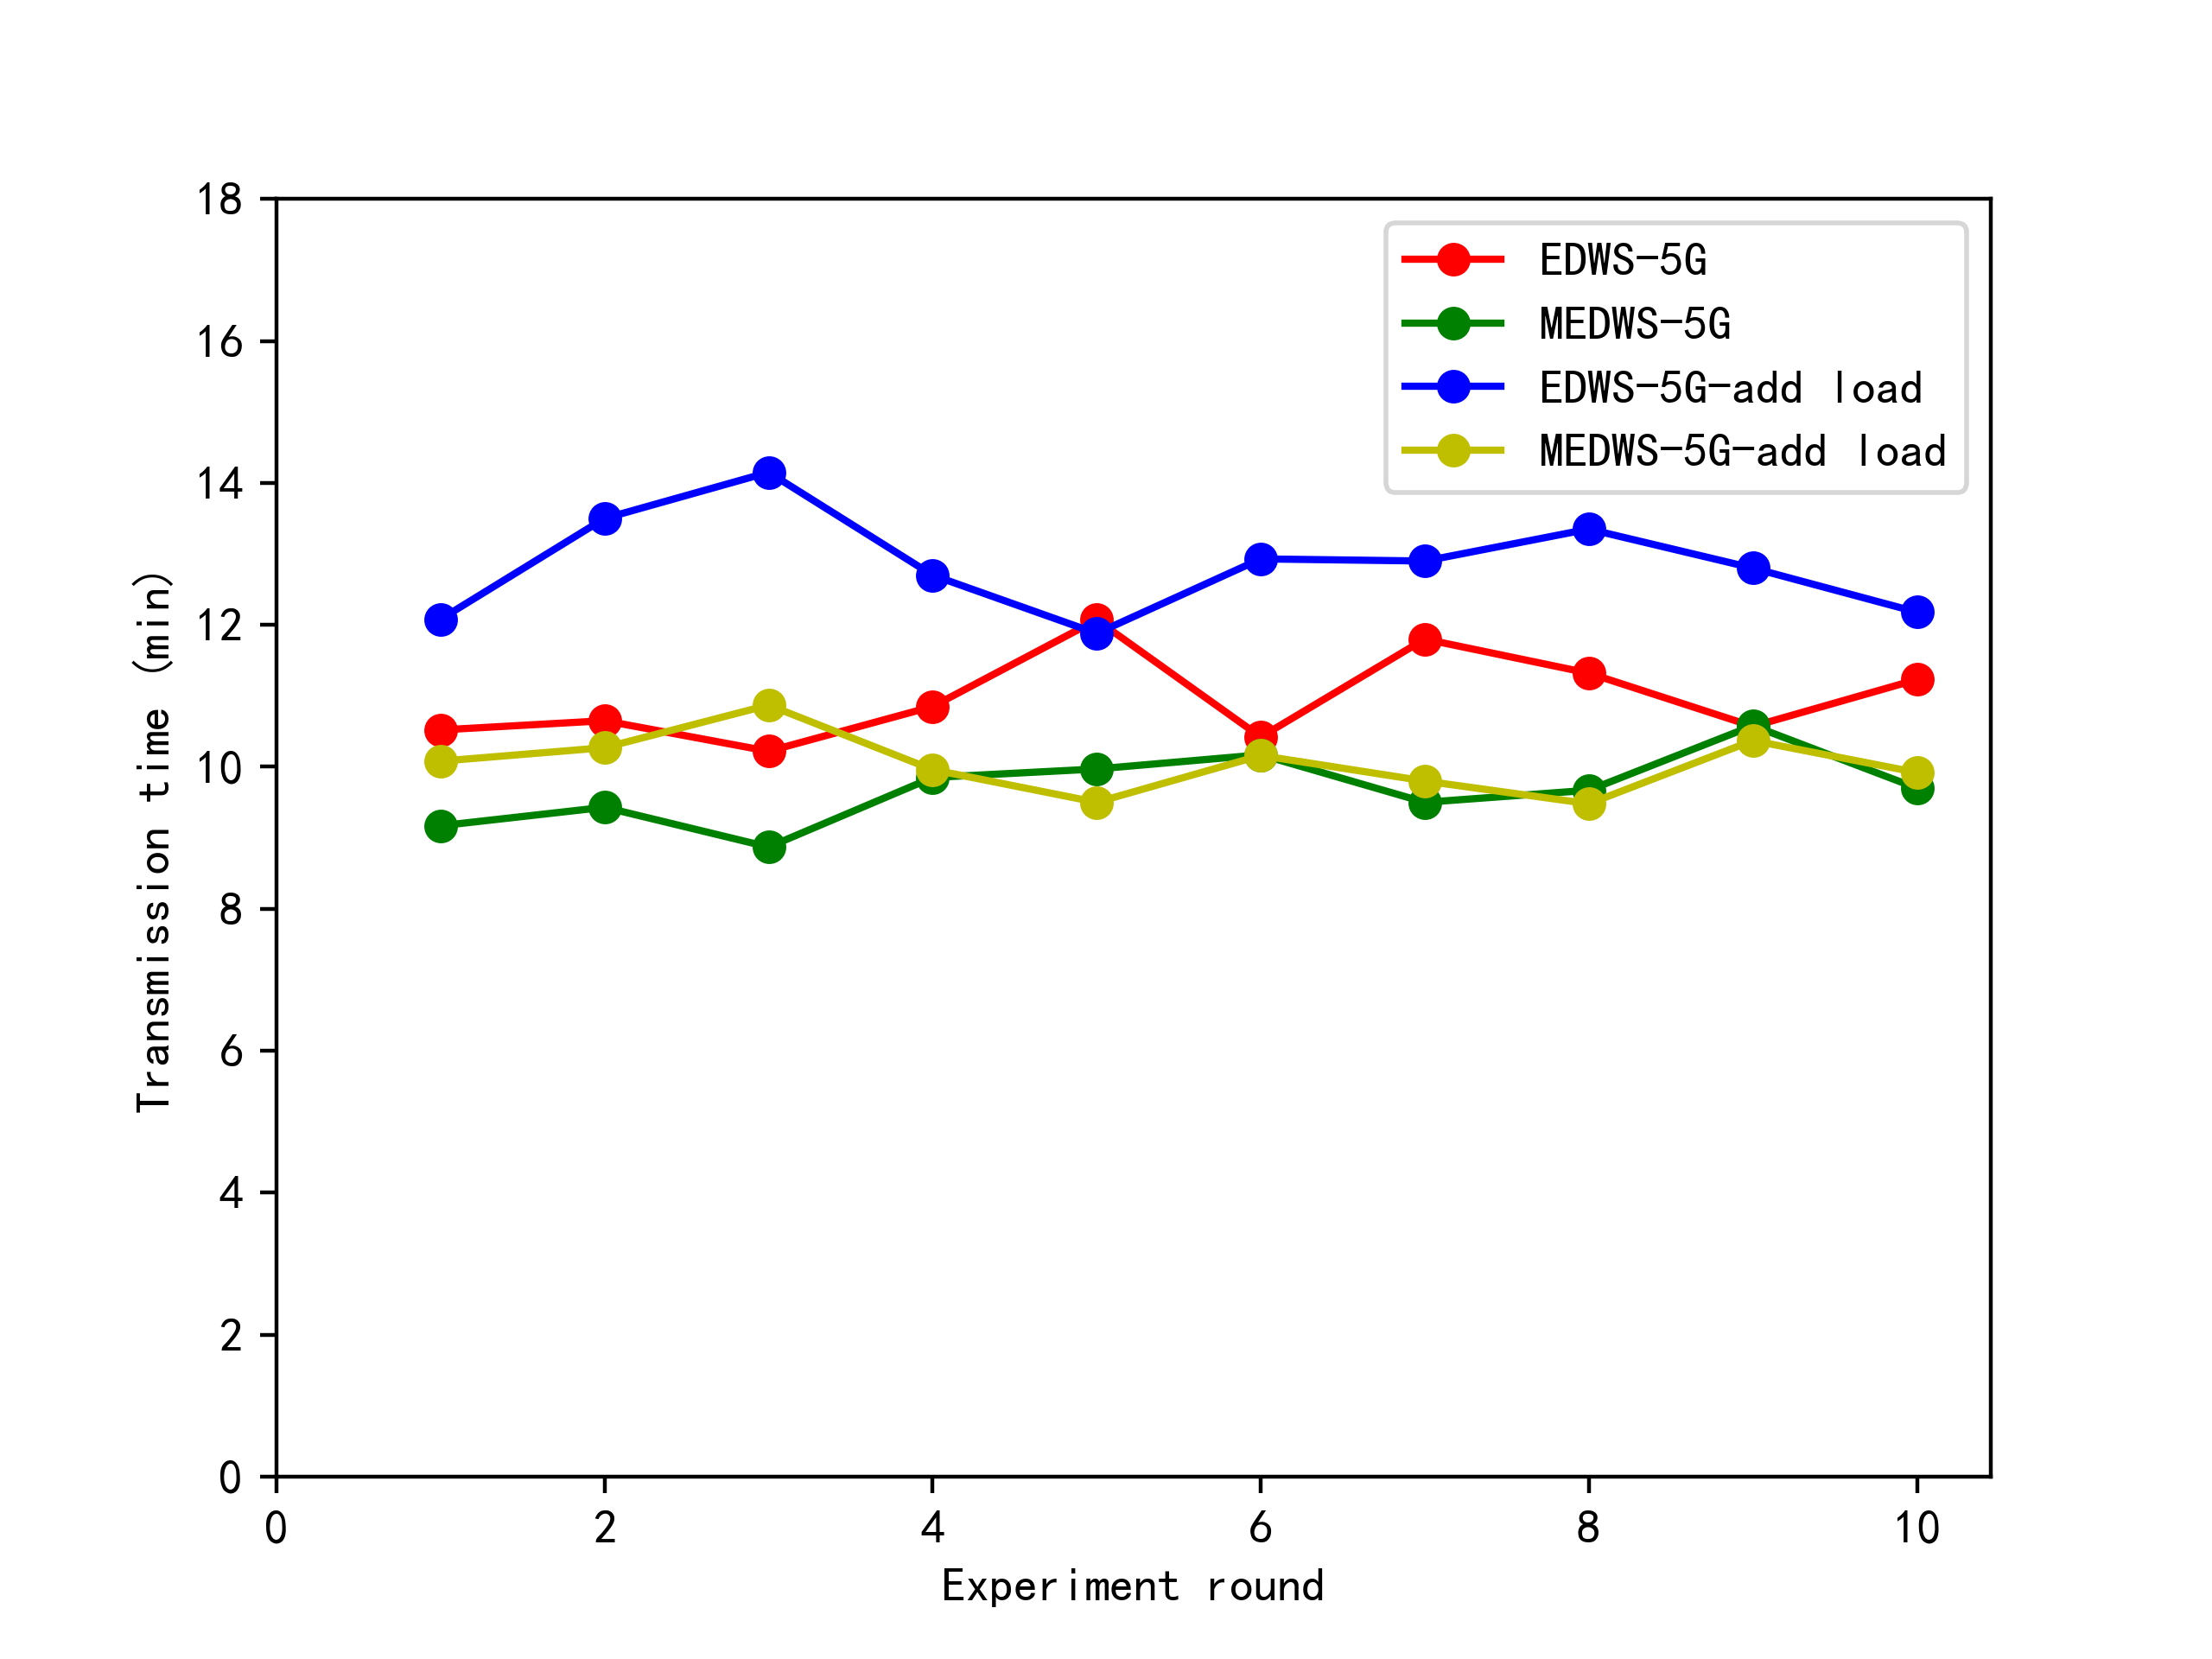 18
16
14
12
10
8
6
4
2
0
Transmission time (min)
EDWS-5G
MEDWS-5G
EDWS-5G-add load
MEDWS-5G-add load
0 2 4 6 8 10
Experiment round